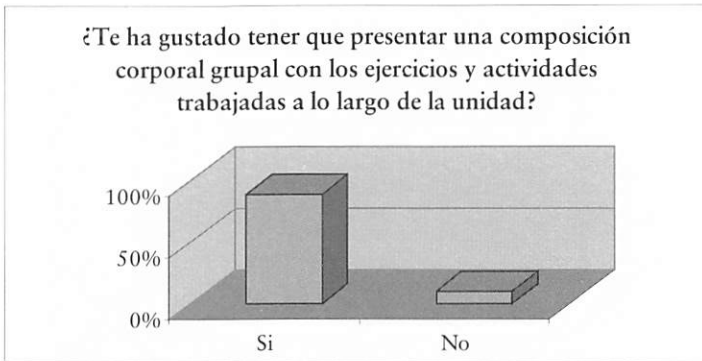 ¿Te ha gustado tener que presentar una composición
corporal grupal con los ejercicios y actividades
trabajadas a lo largo de la unidad?
100%
50%
0%
Si
No